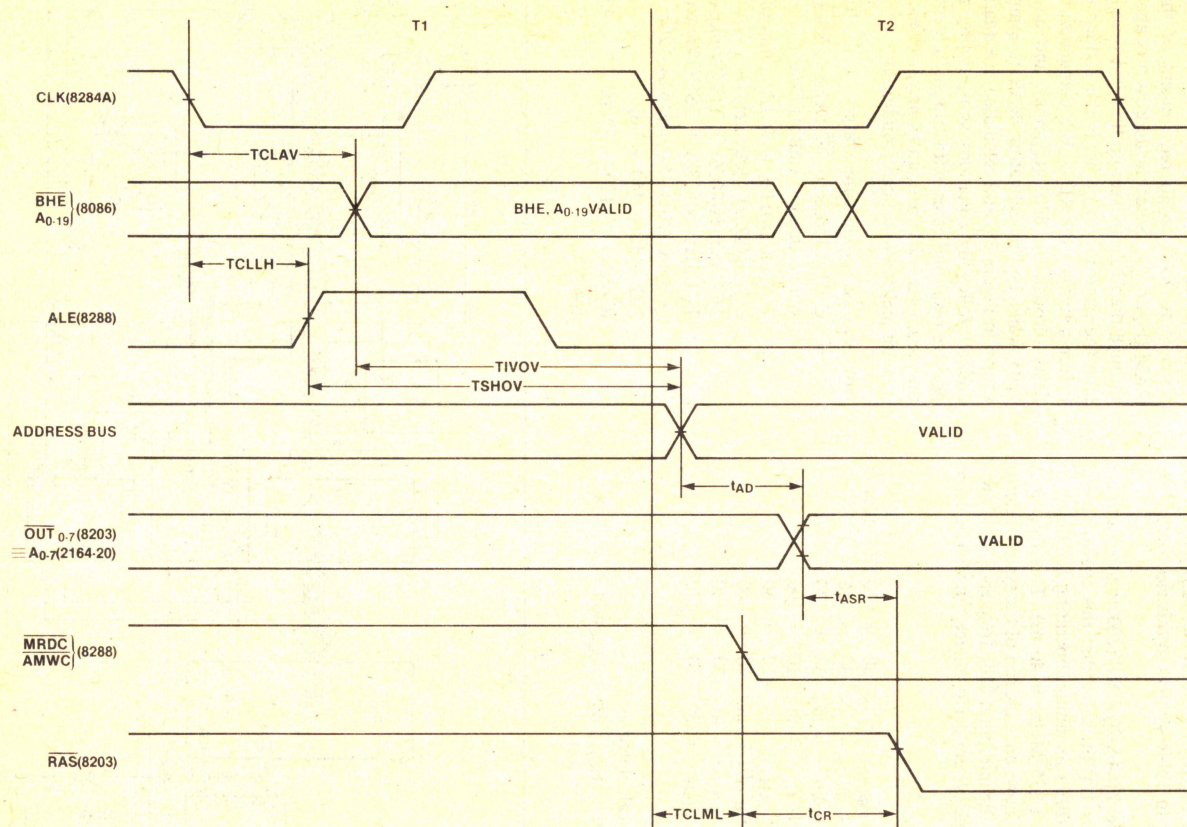 T1
T2
CLK(8284A)
TCLAV
BHE
A0-19
(8086)
BHE, A0-19VALID
TCLLH
ALE(8288)
TIVOV
TSHOV
ADDRESS BUS
VALID
tAD
OUT0-7(8203)
≡ A0-7(2164-20)
VALID
tASR
MRDC
AMWC
(8288)
RAS(8203)
TCLML
tCR